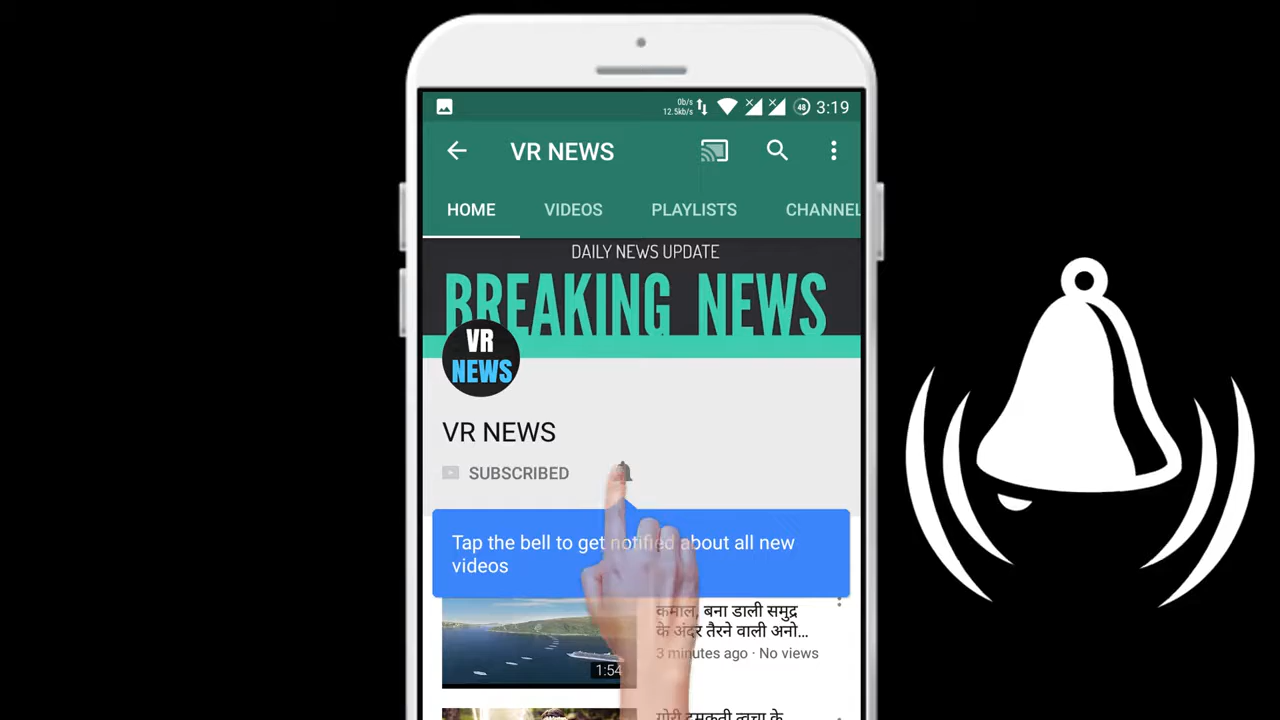 0b/s
12.5kb/s
48 3:19
VR NEWS
HOME VIDEOS PLAYLISTS CHANNEL
DAILY NEWS UPDATE
BREAKING NEWS
VR
NEWS
VR NEWS
SUBSCRIBED
Tap the bell to get notified about all new
videos
कमाल, बना डाली समुद्र
के अंदर तैरने वाली अनो...
3 minutes ago · No views
1:54
गोरी दमकती त्वचा के